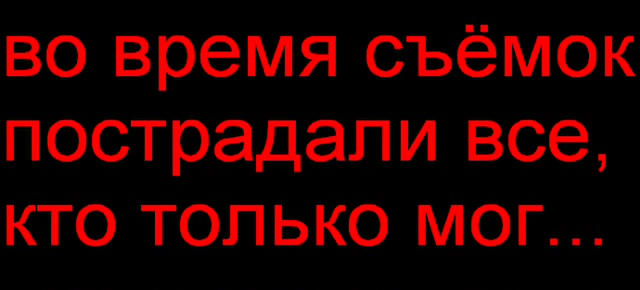 во время съёмок
пострадали все,
кто только мог...